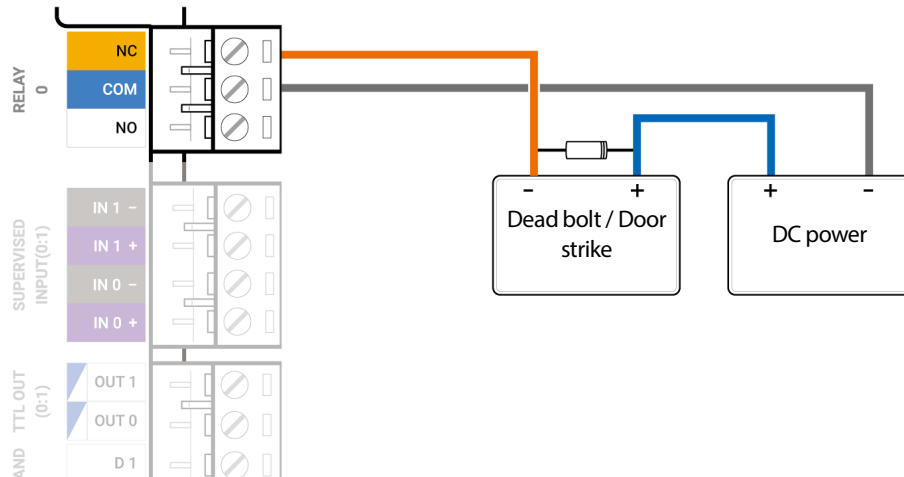 RELAY
0
NC
COM
NO
SUPERVISED
INPUT(0:1)
IN 1 −
IN 1 +
IN 0 −
IN 0 +
TTL OUT
(0:1)
OUT 1
OUT 0
AND
D 1
- +
Dead bolt / Door
strike
+ -
DC power